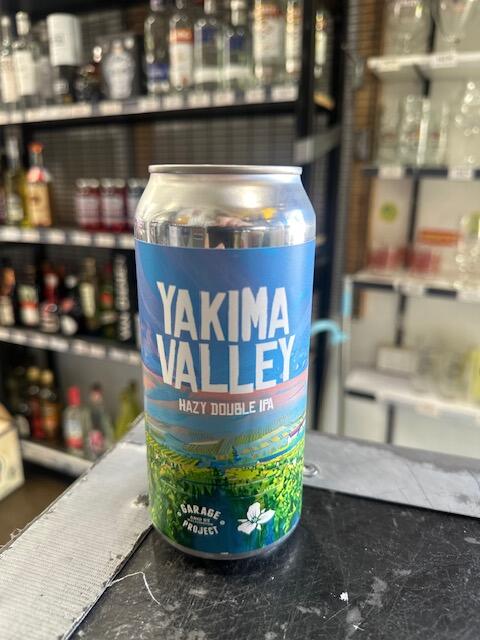 YAKIMA
VALLEY
HAZY DOUBLE IPA
GARAGE
PROJECT